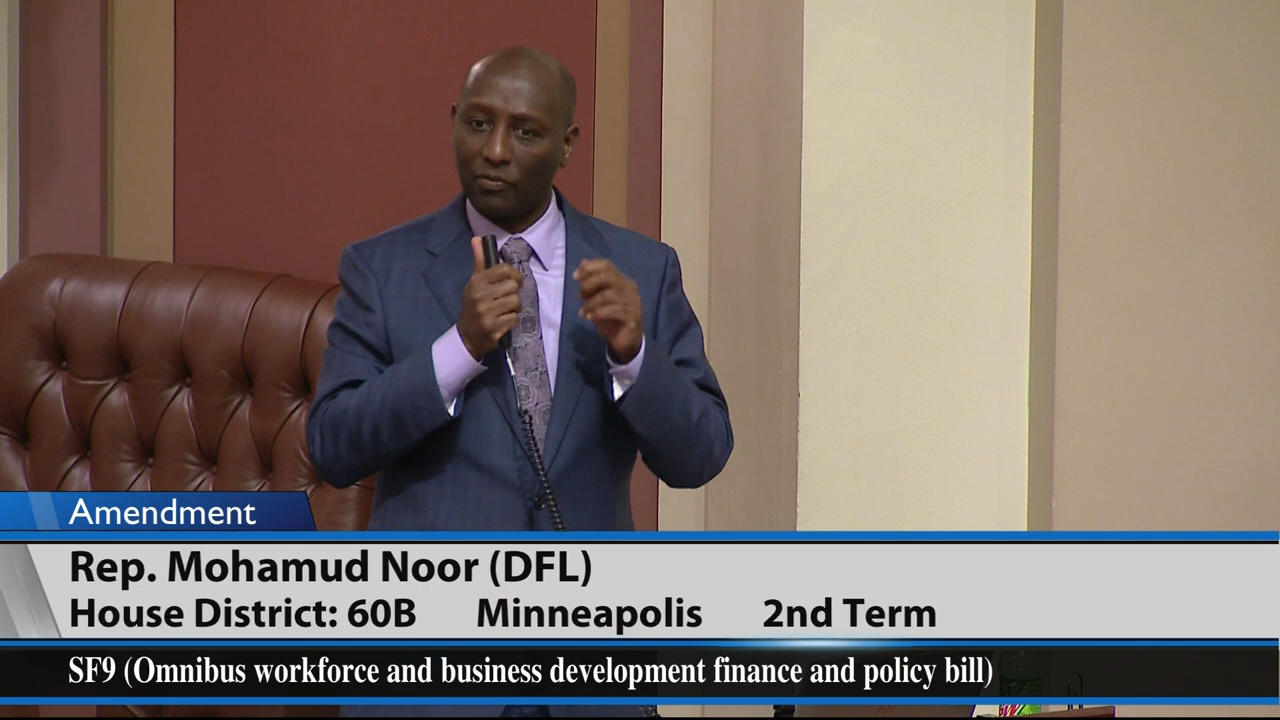 Amendment
Rep. Mohamud Noor (DFL)
House District: 60B Minneapolis 2nd Term
SF9 (Omnibus workforce and business development finance and policy bill)